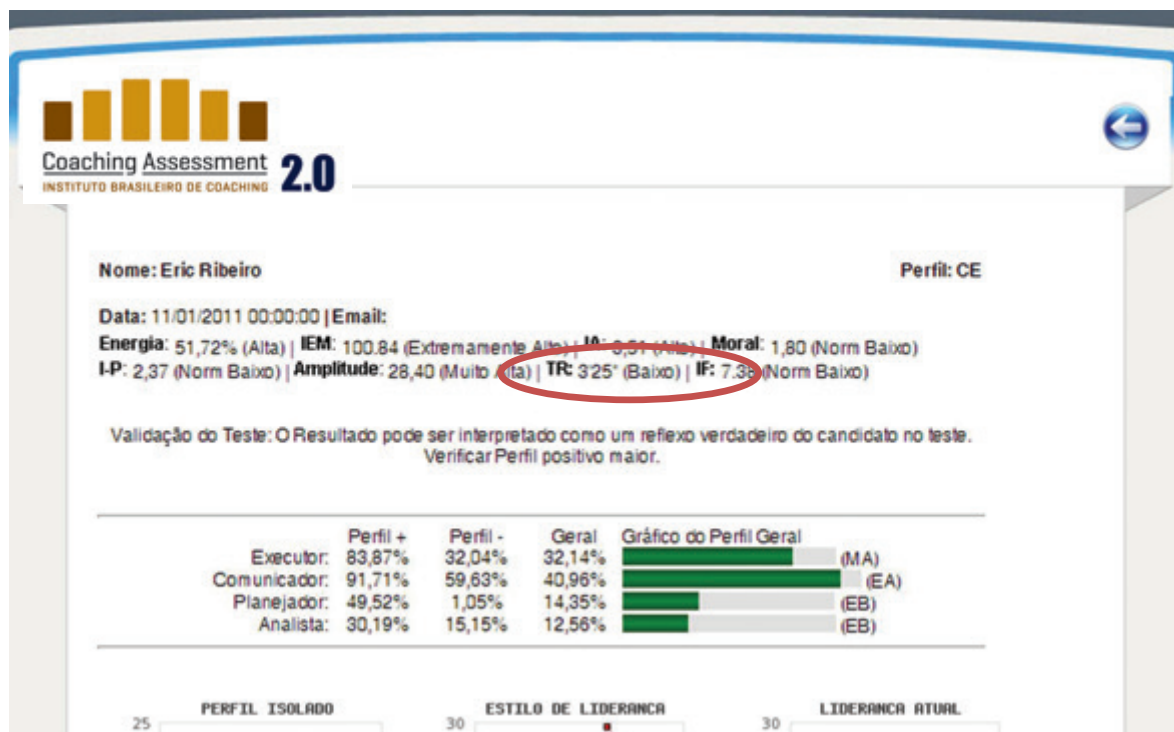 Coaching Assessment 2.0
INSTITUTO BRASILEIRO DE COACHING
Nome: Eric Ribeiro Perfil: CE
Data: 11/01/2011 00:00:00 | Email:
Energia: 51,72% (Alta) | IEM: 100.84 (Extremamente Alto) | IA: 3,51 (Alta) | Moral: 1,80 (Norm Baixo)
I-P: 2,37 (Norm Baixo) | Amplitude: 28,40 (Muito Alta) | TR: 3'25" (Baixo) | IF: 7.38 (Norm Baixo)
Validação do Teste: O Resultado pode ser interpretado como um reflexo verdadeiro do candidato no teste.
Verificar Perfil positivo maior.
Perfil + Perfil - Geral Gráfico do Perfil Geral
Executor: 83,87% 32,04% 32,14% (MA)
Comunicador: 91,71% 59,63% 40,96% (EA)
Planejador: 49,52% 1,05% 14,35% (EB)
Analista: 30,19% 15,15% 12,56% (EB)
PERFIL ISOLADO ESTILO DE LIDERANCA LIDERANCA ATUAL
25 30 30